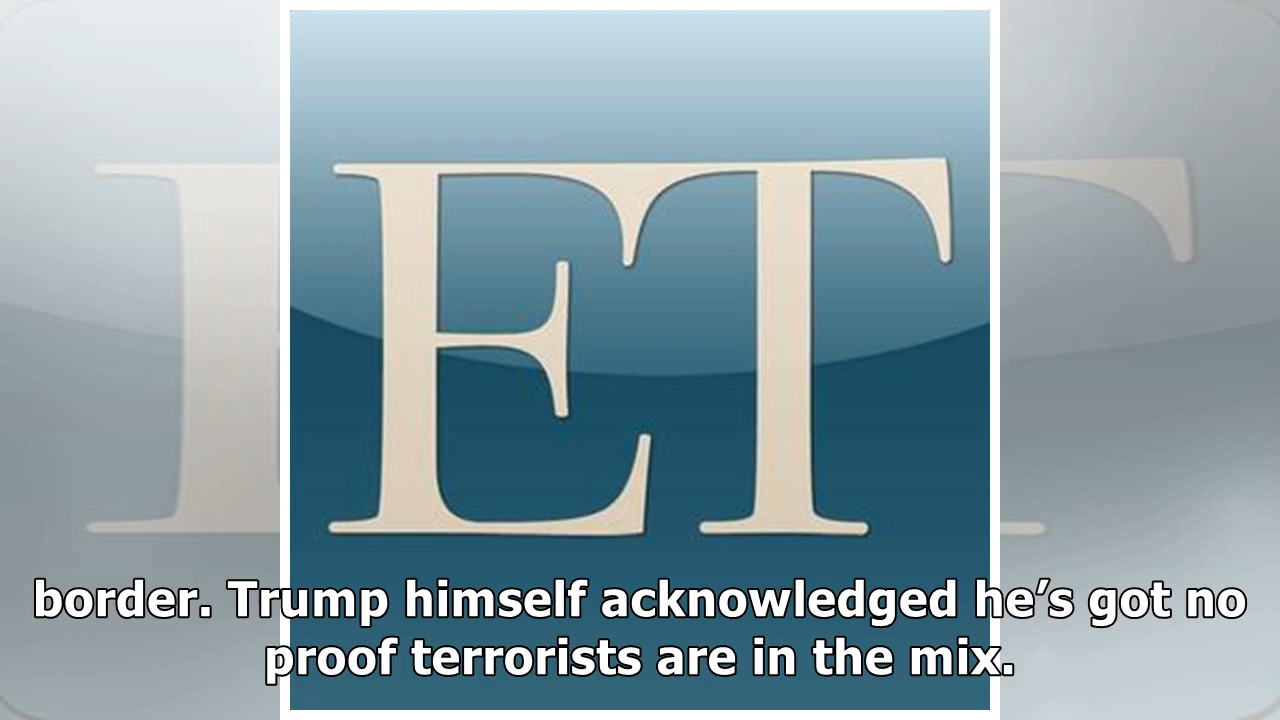 ET
border. Trump himself acknowledged he’s got no
proof terrorists are in the mix.